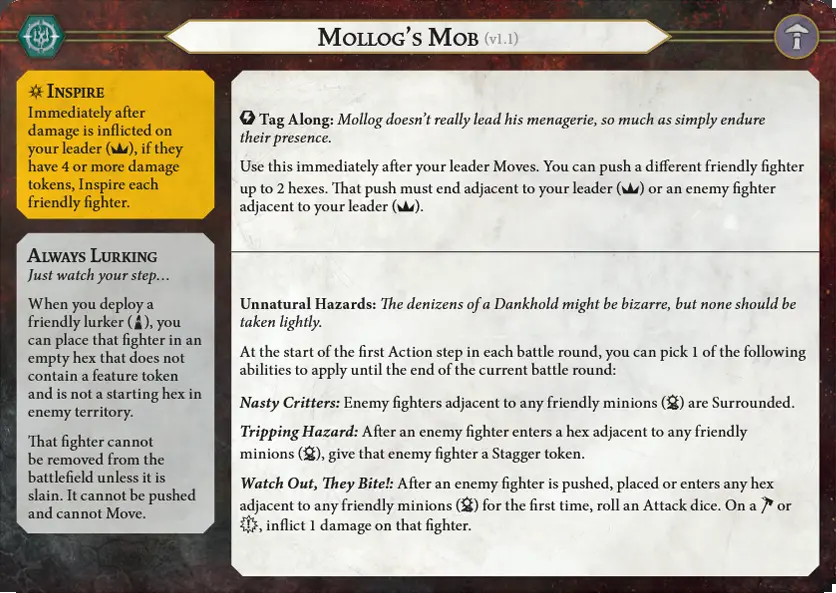 MOLLOG'S MOB (v1.1)
INSPIRE
Immediately after
damage is inflicted on
your leader ( ), if they
have 4 or more damage
tokens, Inspire each
friendly fighter.
ALWAYS LURKING
Just watch your step…
When you deploy a
friendly lurker ( ), you
can place that fighter in an
empty hex that does not
contain a feature token
and is not a starting hex in
enemy territory.
That fighter cannot
be removed from the
battlefield unless it is
slain. It cannot be pushed
and cannot Move.
Tag Along: Mollog doesn't really lead his menagerie, so much as simply endure
their presence.
Use this immediately after your leader Moves. You can push a different friendly fighter
up to 2 hexes. That push must end adjacent to your leader ( ) or an enemy fighter
adjacent to your leader ( ).
Unnatural Hazards: The denizens of a Dankhold might be bizarre, but none should be
taken lightly.
At the start of the first Action step in each battle round, you can pick 1 of the following
abilities to apply until the end of the current battle round:
Nasty Critters: Enemy fighters adjacent to any friendly minions ( ) are Surrounded.
Tripping Hazard: After an enemy fighter enters a hex adjacent to any friendly
minions ( ), give that enemy fighter a Stagger token.
Watch Out, They Bite!: After an enemy fighter is pushed, placed or enters any hex
adjacent to any friendly minions ( ) for the first time, roll an Attack dice. On a or
, inflict 1 damage on that fighter.